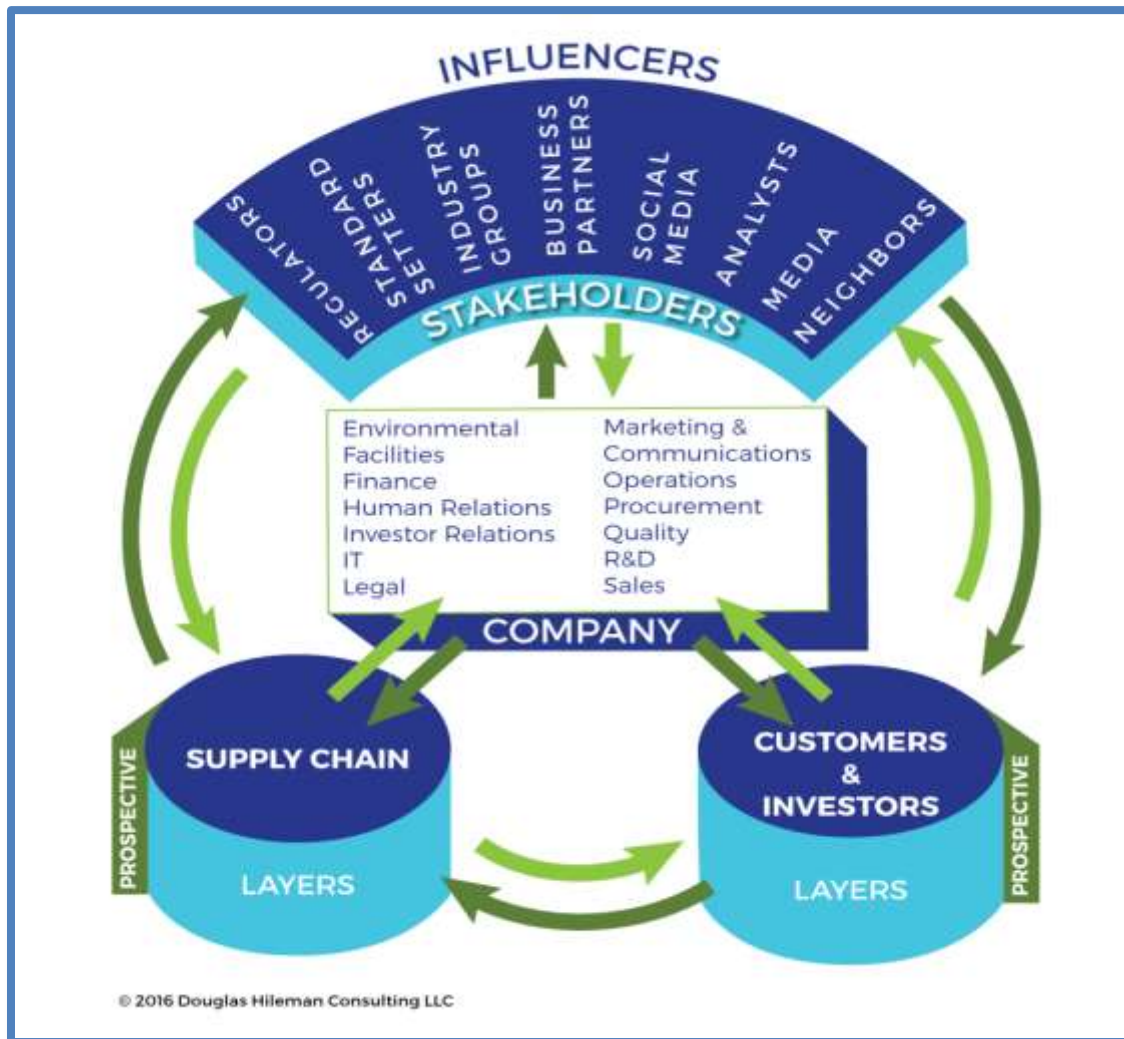 INFLUENCERS
REGULATORS
STANDARD
SETTERS
INDUSTRY
GROUPS
BUSINESS
PARTNERS
SOCIAL
MEDIA
ANALYSTS
MEDIA
NEIGHBORS
STAKEHOLDERS
Environmental
Facilities
Finance
Human Relations
Investor Relations
IT
Legal
Marketing &
Communications
Operations
Procurement
Quality
R&D
Sales
COMPANY
PROSPECTIVE
SUPPLY CHAIN
LAYERS
CUSTOMERS
&
INVESTORS
LAYERS
PROSPECTIVE
© 2016 Douglas Hileman Consulting LLC